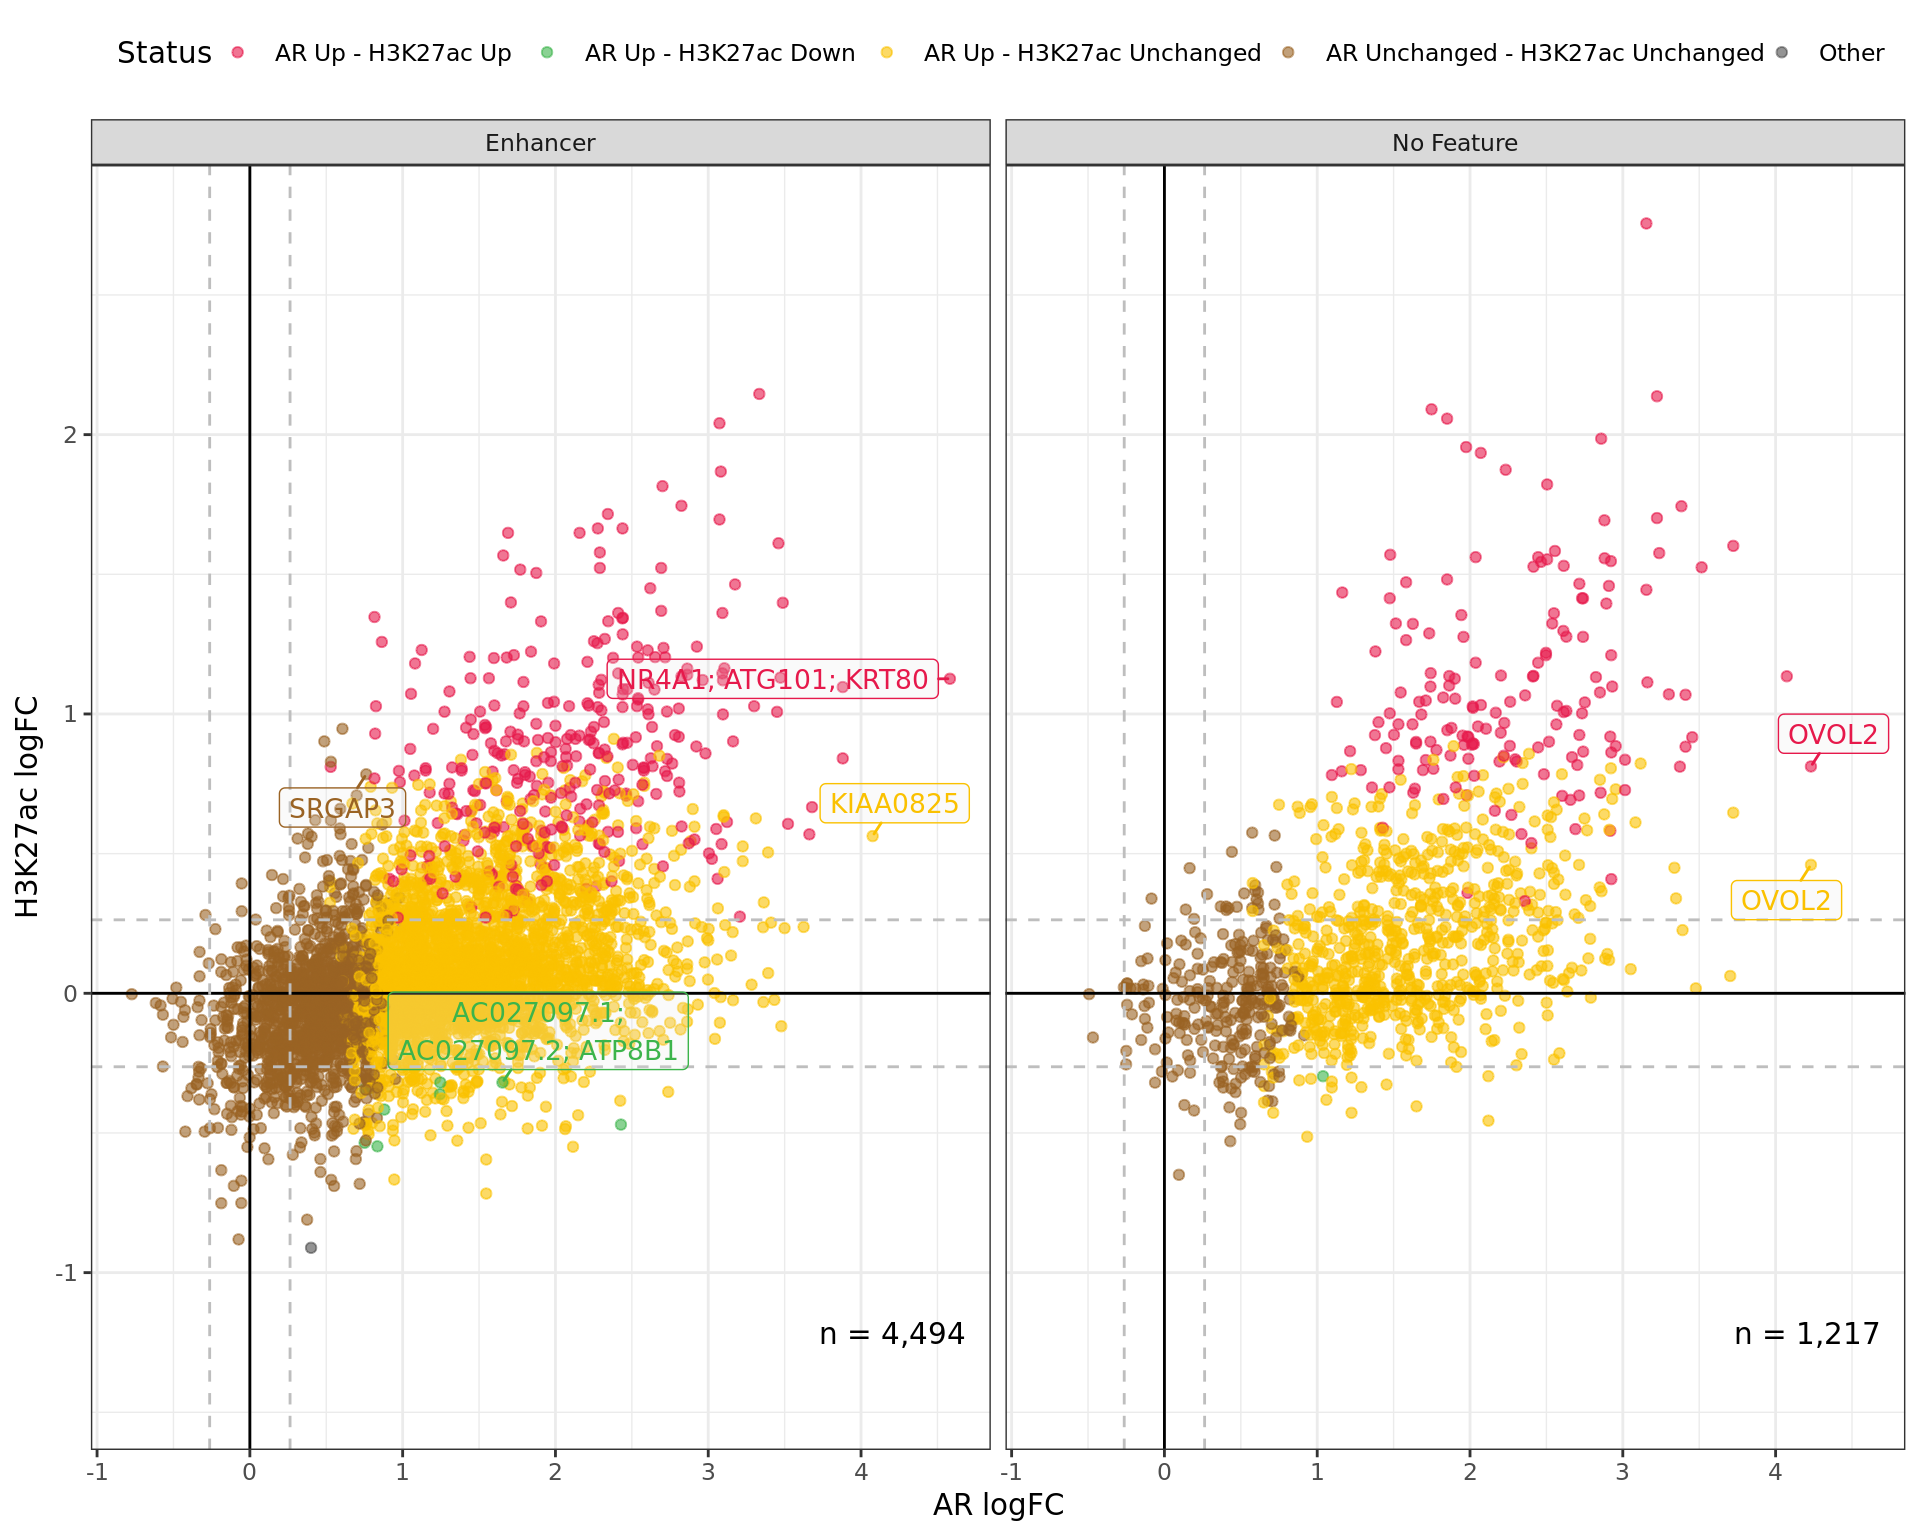 Status AR Up - H3K27ac Up AR Up - H3K27ac Down AR Up - H3K27ac Unchanged AR Unchanged - H3K27ac Unchanged Other
Enhancer No Feature
H3K27ac logFC
2
1
0
-1
NR4A1; ATG101; KRT80
SRGAP3
KIAA0825
AC027097.1;
AC027097.2; ATP8B1
n = 4,494
OVOL2
OVOL2
n = 1,217
-1 0 1 2 3 4 -1 0 1 2 3 4
AR logFC